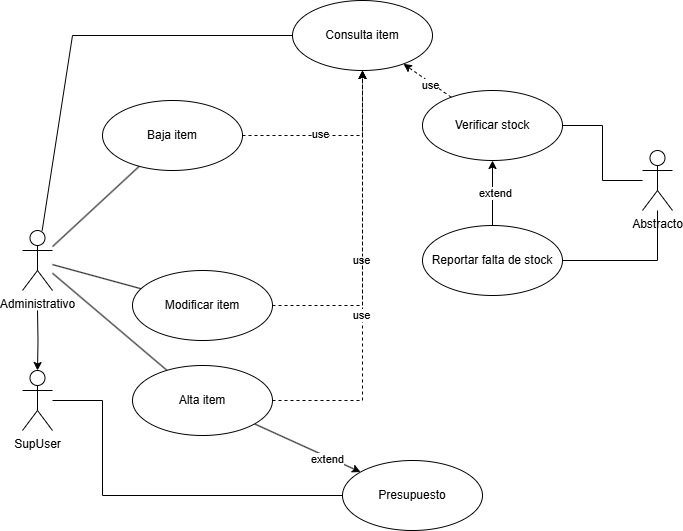 Consulta item
use
Verificar stock
Baja item
use
extend
Abstracto
Reportar falta de stock
use
Administrativo
Modificar item
use
Alta item
SupUser
extend
Presupuesto